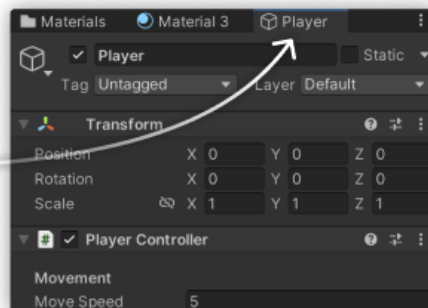 Materials Material 3 Player
Player Static
Tag Untagged Layer Default
Transform
Position X 0 Y 0 Z 0
Rotation X 0 Y 0 Z 0
Scale X 1 Y 1 Z 1
# Player Controller
Movement
Move Speed 5